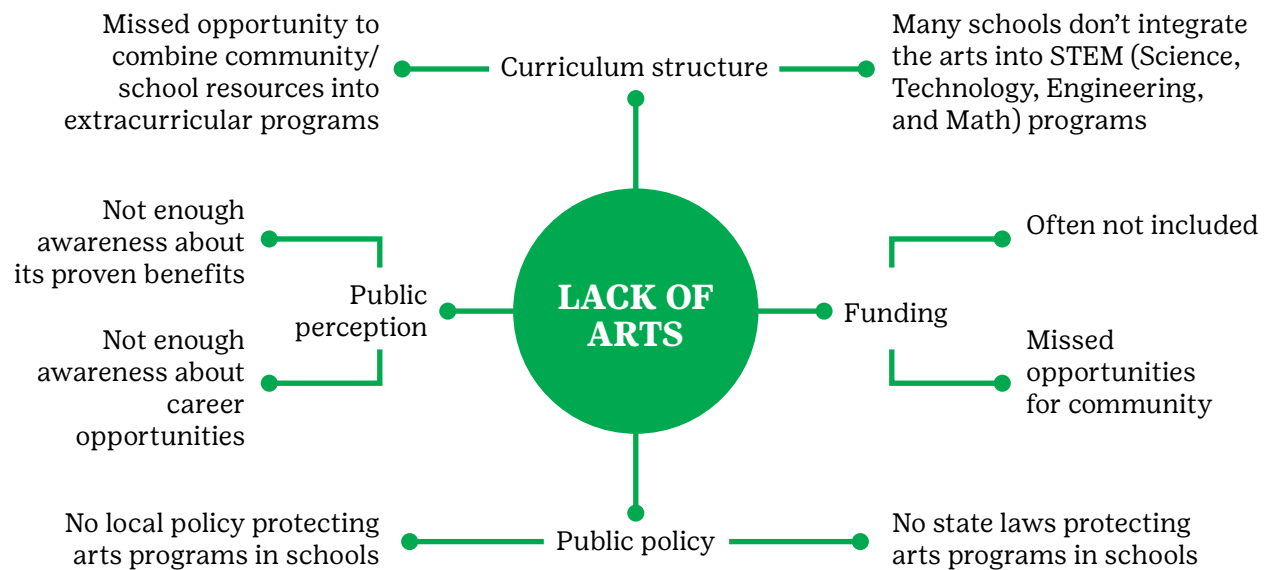 Missed opportunity to
combine community/
school resources into
extracurricular programs
Curriculum structure
Many schools don’t integrate
the arts into STEM (Science,
Technology, Engineering,
and Math) programs
Not enough
awareness about
its proven benefits
Not enough
awareness about
career
opportunities
Public
perception
LACK OF
ARTS
Funding
Often not included
Missed
opportunities
for community
No local policy protecting
arts programs in schools
Public policy
No state laws protecting
arts programs in schools